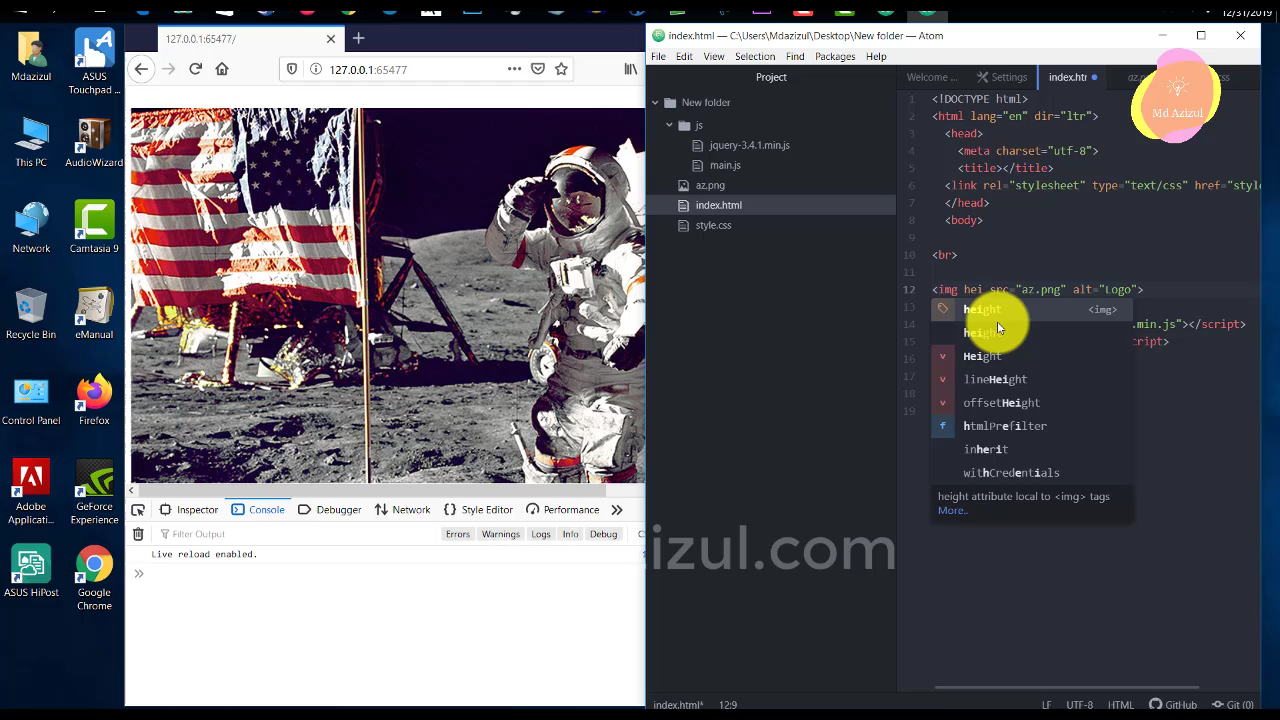 12/31/2019
Mdazizul
ASUS
Touchpad ...
This PC
AudioWizard
Network
Camtasia 9
Recycle Bin
eManual
Control Panel
Firefox
Adobe
Applicati...
GeForce
Experience
ASUS HiPost
Google
Chrome
127.0.0.1:65477/
127.0.0.1:65477
Inspector
Console
Debugger
Network
Style Editor
Performance
Filter Output
Errors
Warnings
Logs
Info
Debug
Live reload enabled.
index.html — C:\Users\Mdazizul\Desktop\New folder — Atom
File Edit View Selection Find Packages Help
Project
New folder
js
jquery-3.4.1.min.js
main.js
az.png
index.html
style.css
Welcome ...
Settings
index.htr
Md Azizul
1 <!DOCTYPE html>
2 <html lang="en" dir="ltr">
3 <head>
4 <meta charset="utf-8">
5 <title></title>
6 <link rel="stylesheet" type="text/css" href="style
7 </head>
8 <body>
9
10 <br>
11
12 <img hei src="az.png" alt="Logo">
13
14 .min.js"></script>
15 cript>
16
17
18
19
height <img>
height
Height
lineHeight
offsetHeight
htmlPrefilter
inherit
withCredentials
height attribute local to <img> tags
More..
izul.com
index.html* 12:9
LF UTF-8 HTML GitHub Git (0)